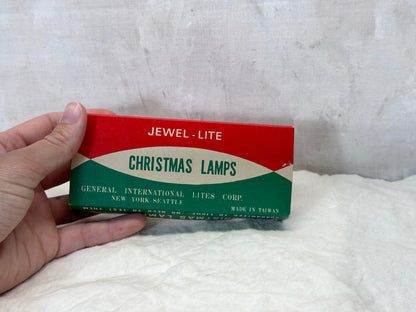 JEWEL - LITE
CHRISTMAS LAMPS
GENERAL INTERNATIONAL LITES CORP.
NEW YORK SEATTLE
MADE IN TAIWAN